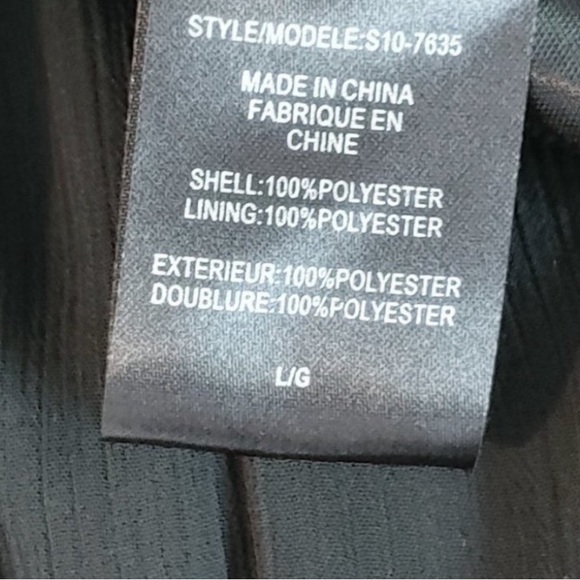 STYLE/MODELE:S10-7635
MADE IN CHINA
FABRIQUE EN
CHINE
SHELL:100%POLYESTER
LINING:100%POLYESTER
EXTERIEUR:100%POLYESTER
DOUBLURE:100%POLYESTER
L/G